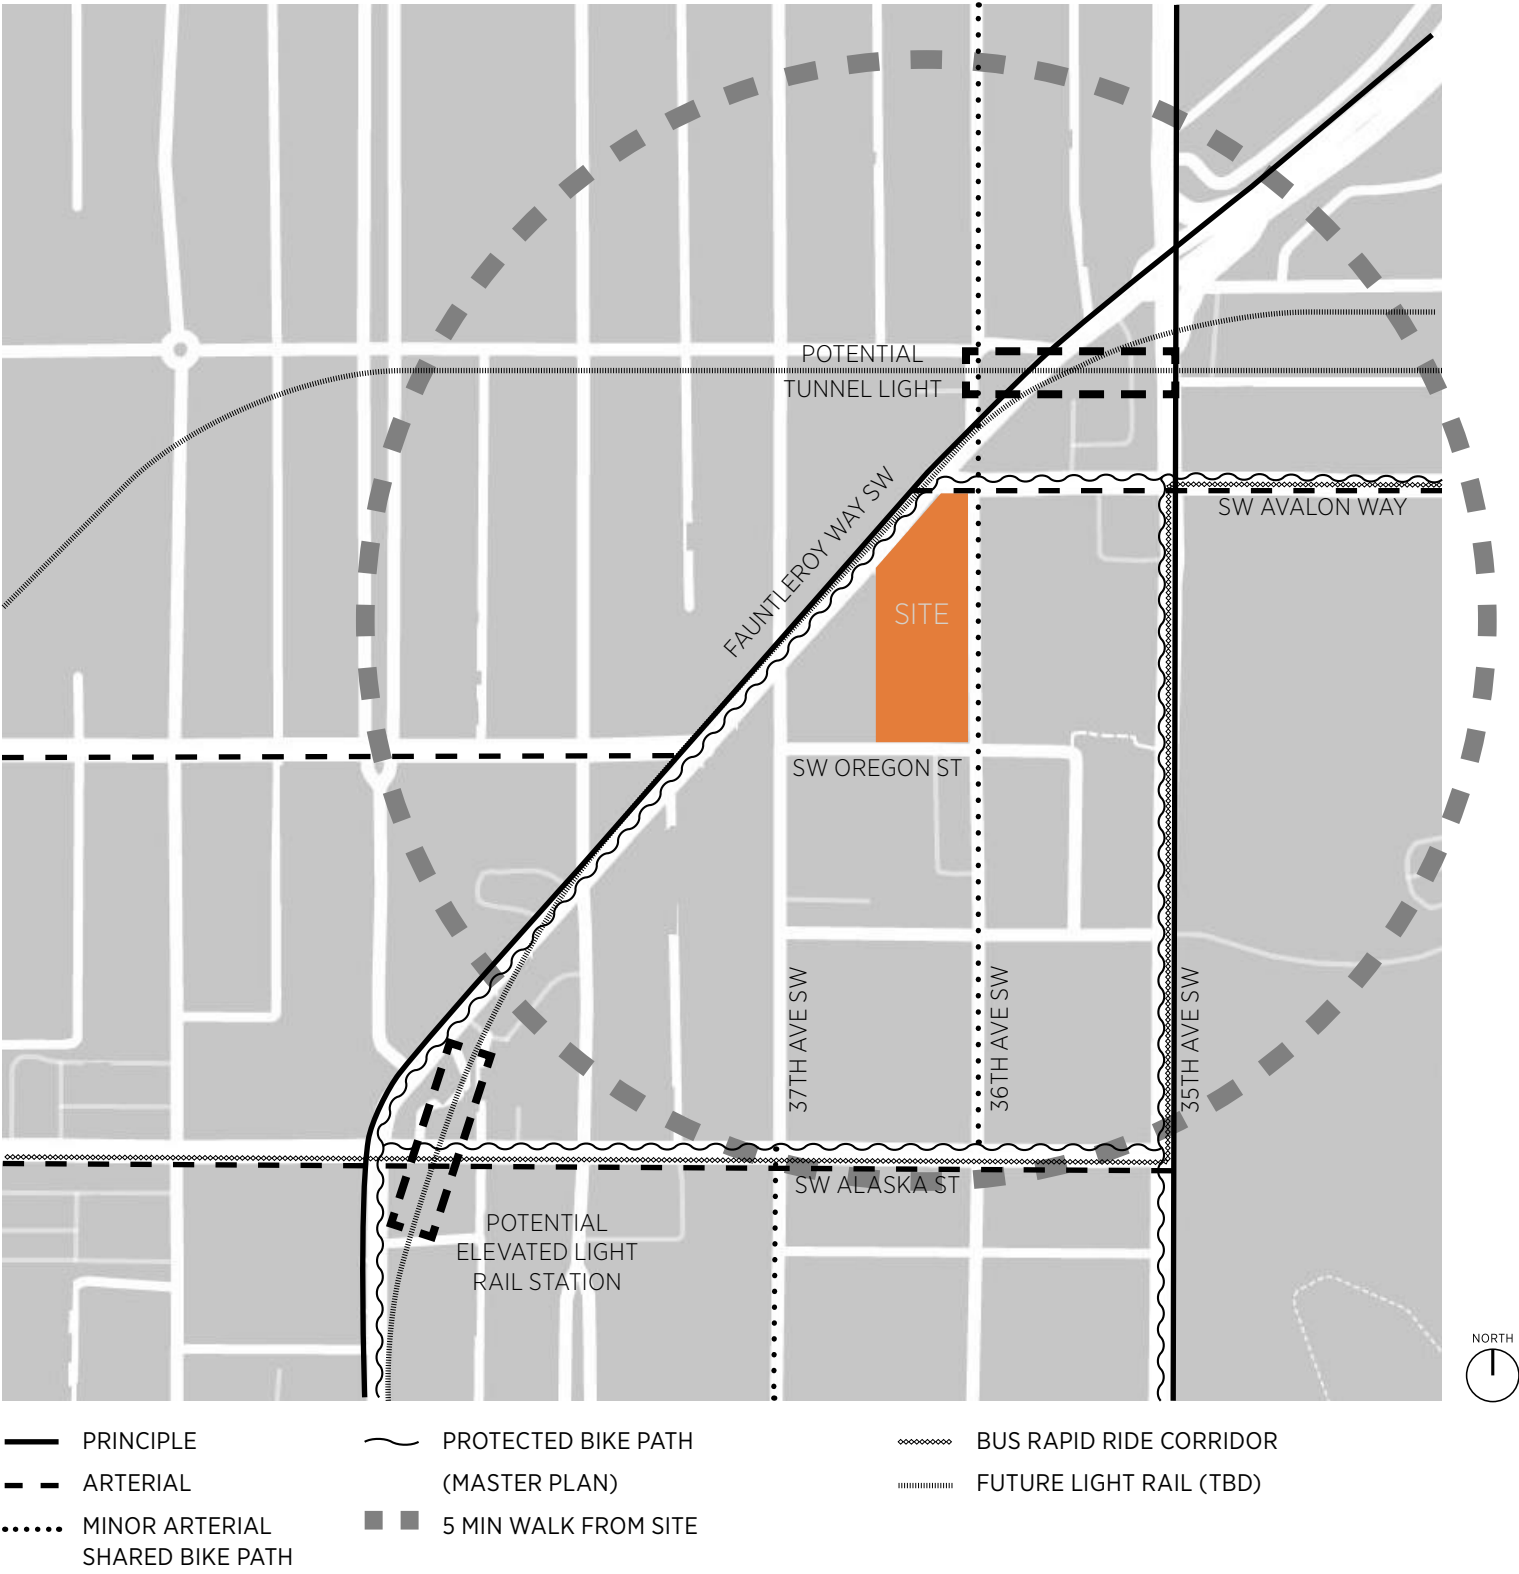 POTENTIAL
TUNNEL LIGHT
FAUNTLEROY WAY SW
SW AVALON WAY
SITE
SW OREGON ST
37TH AVE SW
36TH AVE SW
35TH AVE SW
SW ALASKA ST
POTENTIAL
ELEVATED LIGHT
RAIL STATION
NORTH
PRINCIPLE
ARTERIAL
MINOR ARTERIAL
SHARED BIKE PATH
PROTECTED BIKE PATH
(MASTER PLAN)
5 MIN WALK FROM SITE
BUS RAPID RIDE CORRIDOR
FUTURE LIGHT RAIL (TBD)